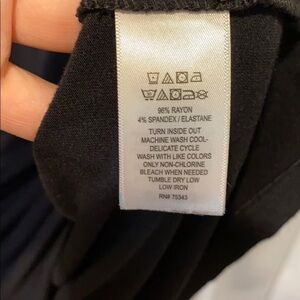 96% RAYON
4% SPANDEX / ELASTANE
TURN INSIDE OUT
MACHINE WASH COOL-
DELICATE CYCLE
WASH WITH LIKE COLORS
ONLY NON-CHLORINE
BLEACH WHEN NEEDED
TUMBLE DRY LOW
LOW IRON
RN# 75343